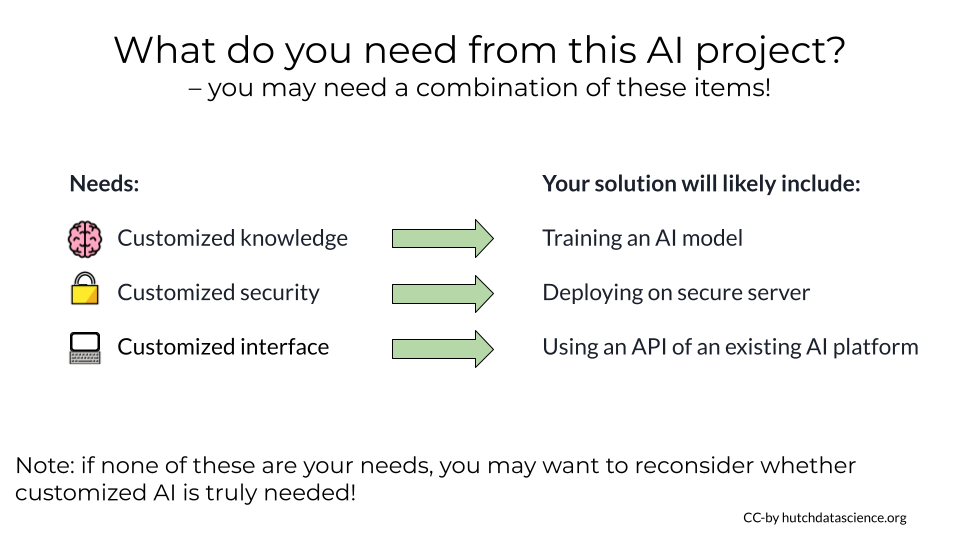 What do you need from this AI project?
– you may need a combination of these items!
Needs:
Your solution will likely include:
Customized knowledge
Training an AI model
Customized security
Deploying on secure server
Customized interface
Using an API of an existing AI platform
Note: if none of these are your needs, you may want to reconsider whether
customized AI is truly needed!
CC-by hutchdatascience.org